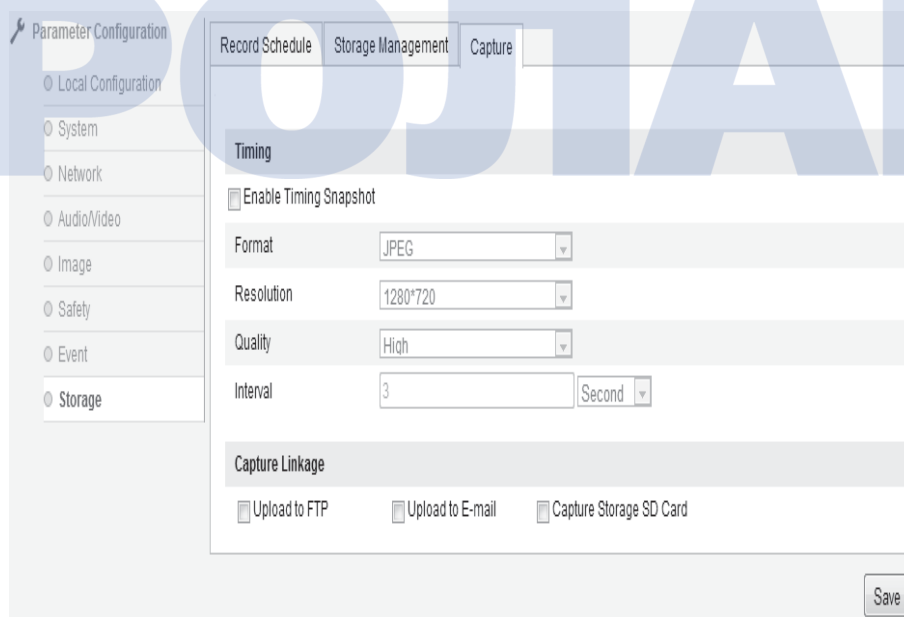 POJIA
Parameter Configuration
Local Configuration
System
Network
Audio/Video
Image
Safety
Event
Storage
Record Schedule
Storage Management
Capture
Timing
Enable Timing Snapshot
Format
JPEG
Resolution
1280*720
Quality
High
Interval
3
Second
Capture Linkage
Upload to FTP
Upload to E-mail
Capture Storage SD Card
Save